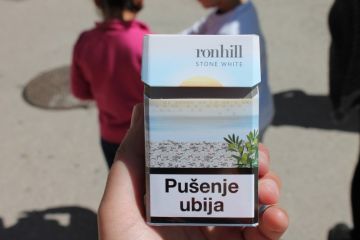 ronhill
STONE WHITE
Pušenje
ubija